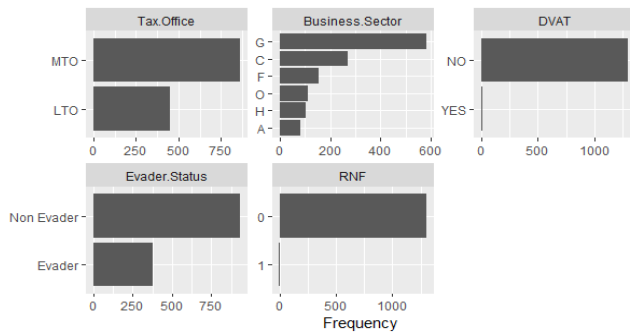 Tax.Office
Business.Sector
DVAT
MTO
LTO
G
C
F
O
H
A
NO
YES
0 250 500 750
0 200 400 600
0 500 1000
Evader.Status
RNF
Non Evader
Evader
0
1
0 250 500 750
0 500 1000
Frequency